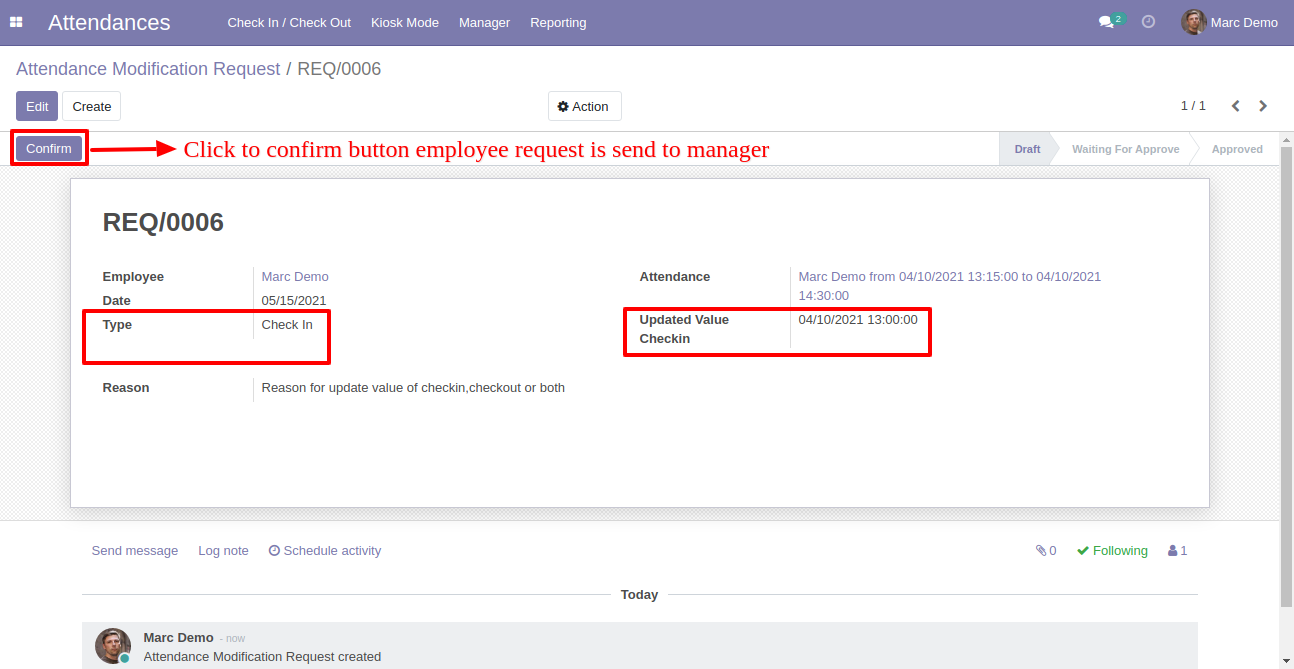 Attendances Check In / Check Out Kiosk Mode Manager Reporting 2 Marc Demo
Attendance Modification Request / REQ/0006
Edit Create Action 1 / 1
Confirm Click to confirm button employee request is send to manager Draft Waiting For Approve Approved
REQ/0006
Employee Marc Demo Attendance Marc Demo from 04/10/2021 13:15:00 to 04/10/2021
14:30:00
Date 05/15/2021
Type Check In Updated Value 04/10/2021 13:00:00
Checkin
Reason Reason for update value of checkin,checkout or both
Send message Log note Schedule activity 0 Following 1
Today
Marc Demo - now
Attendance Modification Request created